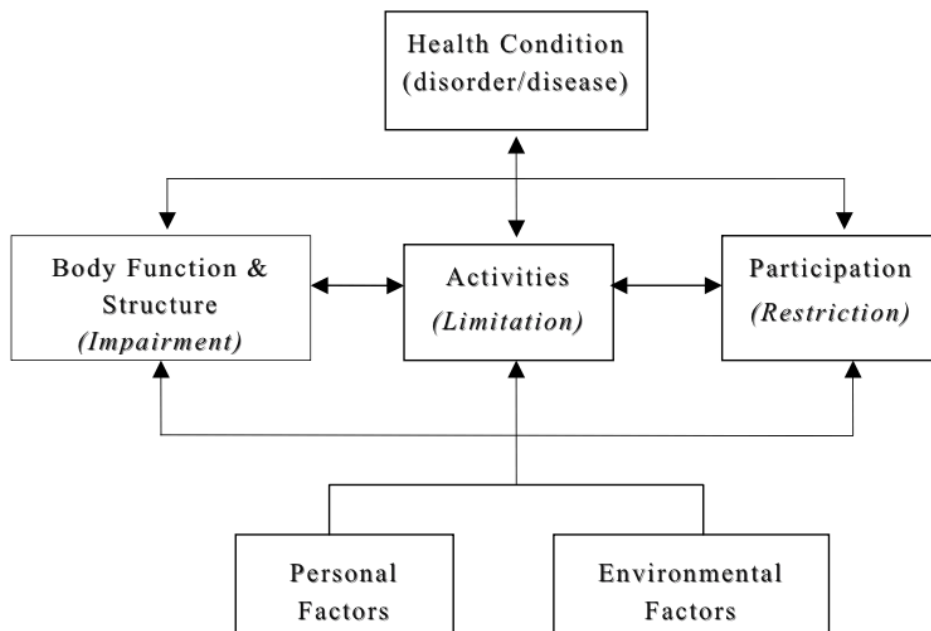 Health Condition
(disorder/disease)
Body Function &
Structure
(Impairment)
Activities
(Limitation)
Participation
(Restriction)
Personal
Factors
Environmental
Factors